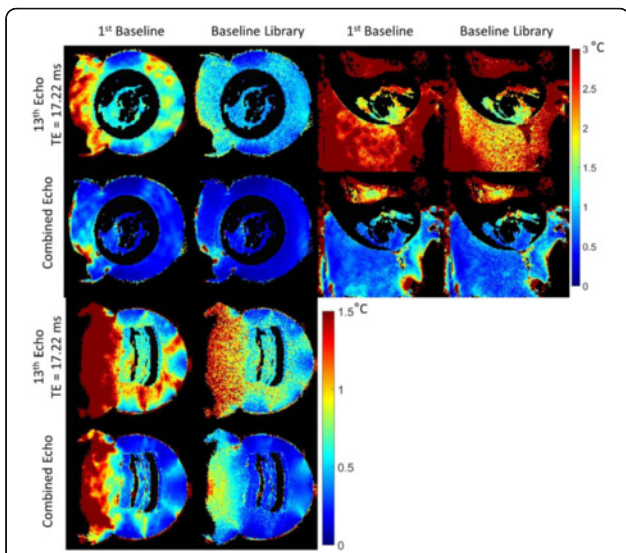 1st Baseline Baseline Library 1st Baseline Baseline Library
°C
3
13th Echo
TE = 17.22 ms
2.5
2
1.5
Combined Echo
1
0.5
0
13th Echo
TE = 17.22 ms
1.5 °C
1
Combined Echo
0.5
0